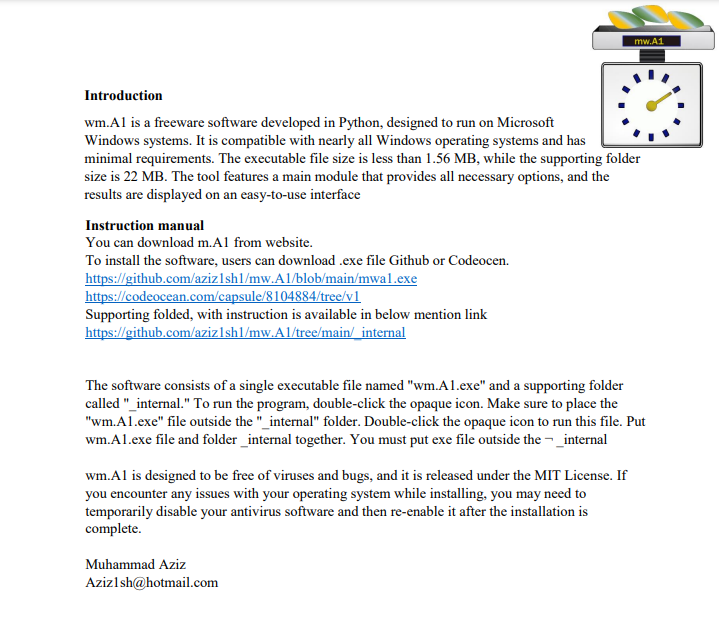 mw.A1
Introduction
wm.A1 is a freeware software developed in Python, designed to run on Microsoft
Windows systems. It is compatible with nearly all Windows operating systems and has
minimal requirements. The executable file size is less than 1.56 MB, while the supporting folder
size is 22 MB. The tool features a main module that provides all necessary options, and the
results are displayed on an easy-to-use interface
Instruction manual
You can download m.A1 from website.
To install the software, users can download .exe file Github or Codeocen.
https://github.com/aziz1sh1/mw.A1/blob/main/mwa1.exe
https://codeocean.com/capsule/8104884/tree/v1
Supporting folded, with instruction is available in below mention link
https://github.com/aziz1sh1/mw.A1/tree/main/_internal
The software consists of a single executable file named "wm.A1.exe" and a supporting folder
called "_internal." To run the program, double-click the opaque icon. Make sure to place the
"wm.A1.exe" file outside the "_internal" folder. Double-click the opaque icon to run this file. Put
wm.A1.exe file and folder _internal together. You must put exe file outside the ¬ _internal
wm.A1 is designed to be free of viruses and bugs, and it is released under the MIT License. If
you encounter any issues with your operating system while installing, you may need to
temporarily disable your antivirus software and then re-enable it after the installation is
complete.
Muhammad Aziz
Aziz1sh@hotmail.com